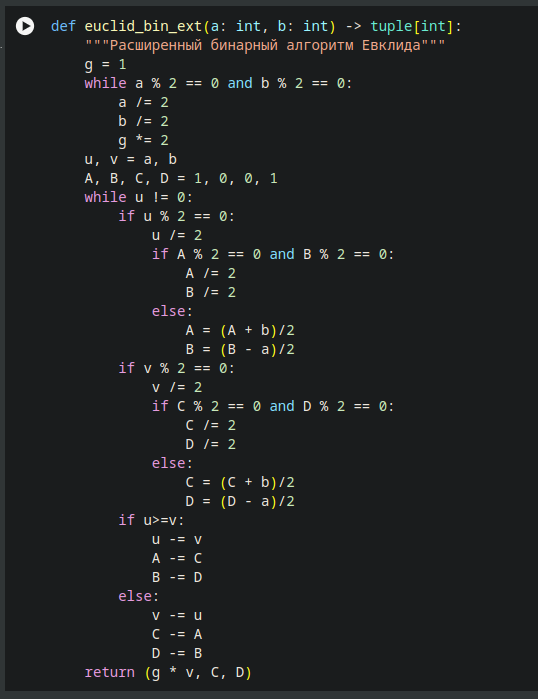 def euclid_bin_ext(a: int, b: int) -> tuple[int]:
    """Расширенный бинарный алгоритм Евклида"""
    g = 1
    while a % 2 == 0 and b % 2 == 0:
        a /= 2
        b /= 2
        g *= 2
    u, v = a, b
    A, B, C, D = 1, 0, 0, 1
    while u != 0:
        if u % 2 == 0:
            u /= 2
            if A % 2 == 0 and B % 2 == 0:
                A /= 2
                B /= 2
            else:
                A = (A + b)/2
                B = (B - a)/2
        if v % 2 == 0:
            v /= 2
            if C % 2 == 0 and D % 2 == 0:
                C /= 2
                D /= 2
            else:
                C = (C + b)/2
                D = (D - a)/2
        if u>=v:
            u -= v
            A -= C
            B -= D
        else:
            v -= u
            C -= A
            D -= B
    return (g * v, C, D)